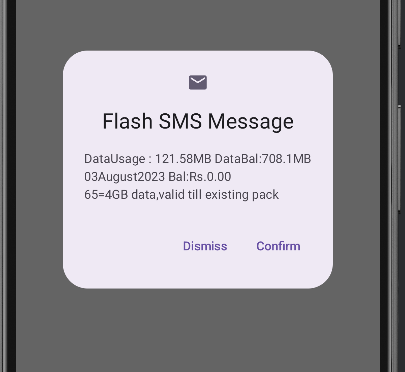 Flash SMS Message
DataUsage : 121.58MB DataBal:708.1MB
03August2023 Bal:Rs.0.00
65=4GB data,valid till existing pack
Dismiss Confirm